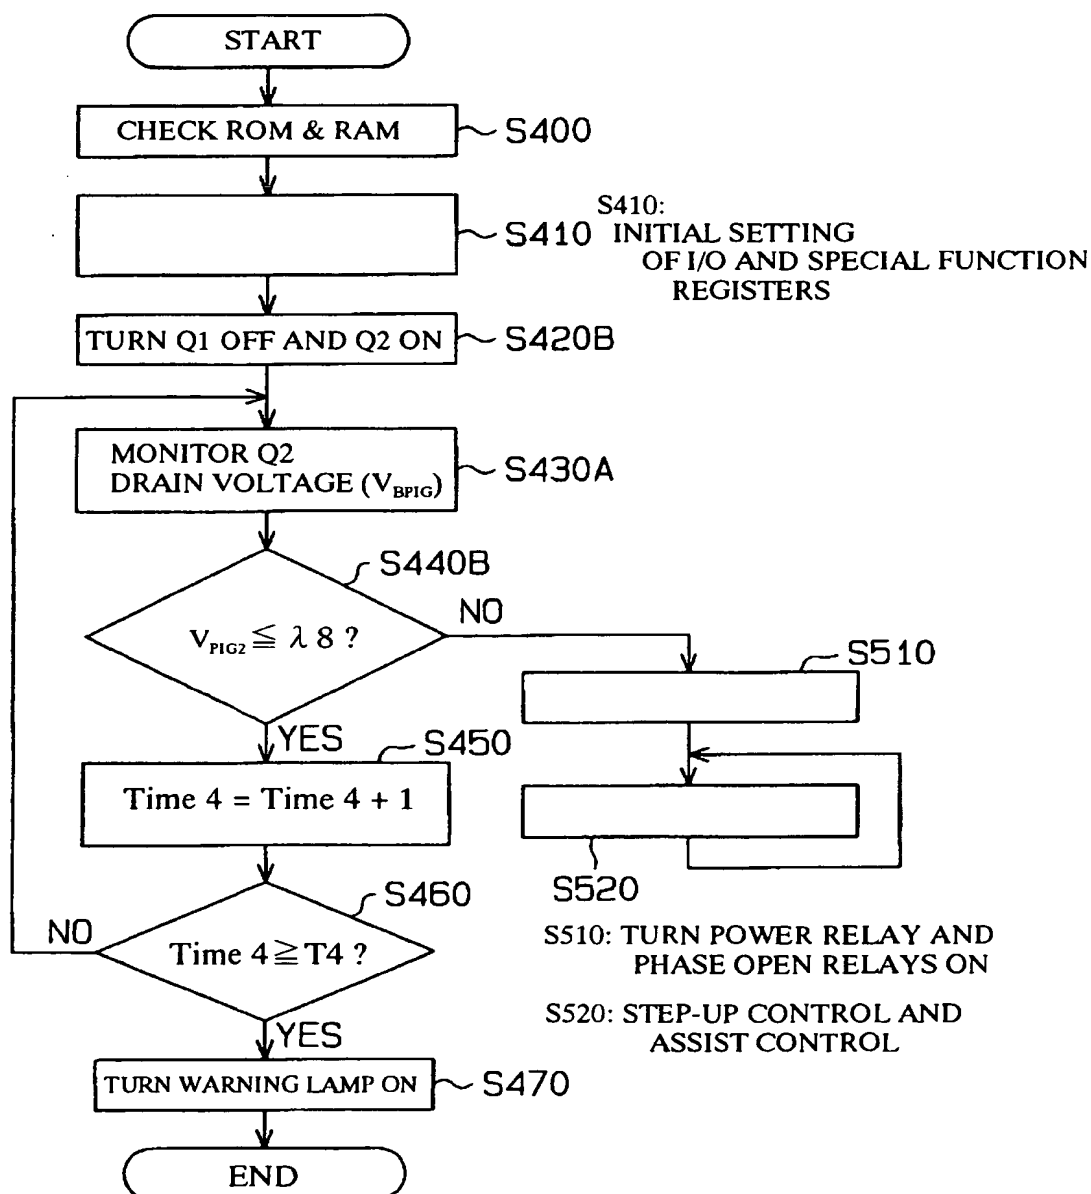 START
CHECK ROM & RAM
S400
S410
S410:
INITIAL SETTING
OF I/O AND SPECIAL FUNCTION
REGISTERS
TURN Q1 OFF AND Q2 ON
S420B
MONITOR Q2
DRAIN VOLTAGE (VBPIG)
S430A
S440B
VPIG2 ≦ λ 8 ?
NO
S510
YES
S450
Time 4 = Time 4 + 1
S520
S460
NO
Time 4 ≧ T4 ?
S510: TURN POWER RELAY AND
PHASE OPEN RELAYS ON
S520: STEP-UP CONTROL AND
ASSIST CONTROL
YES
TURN WARNING LAMP ON
S470
END